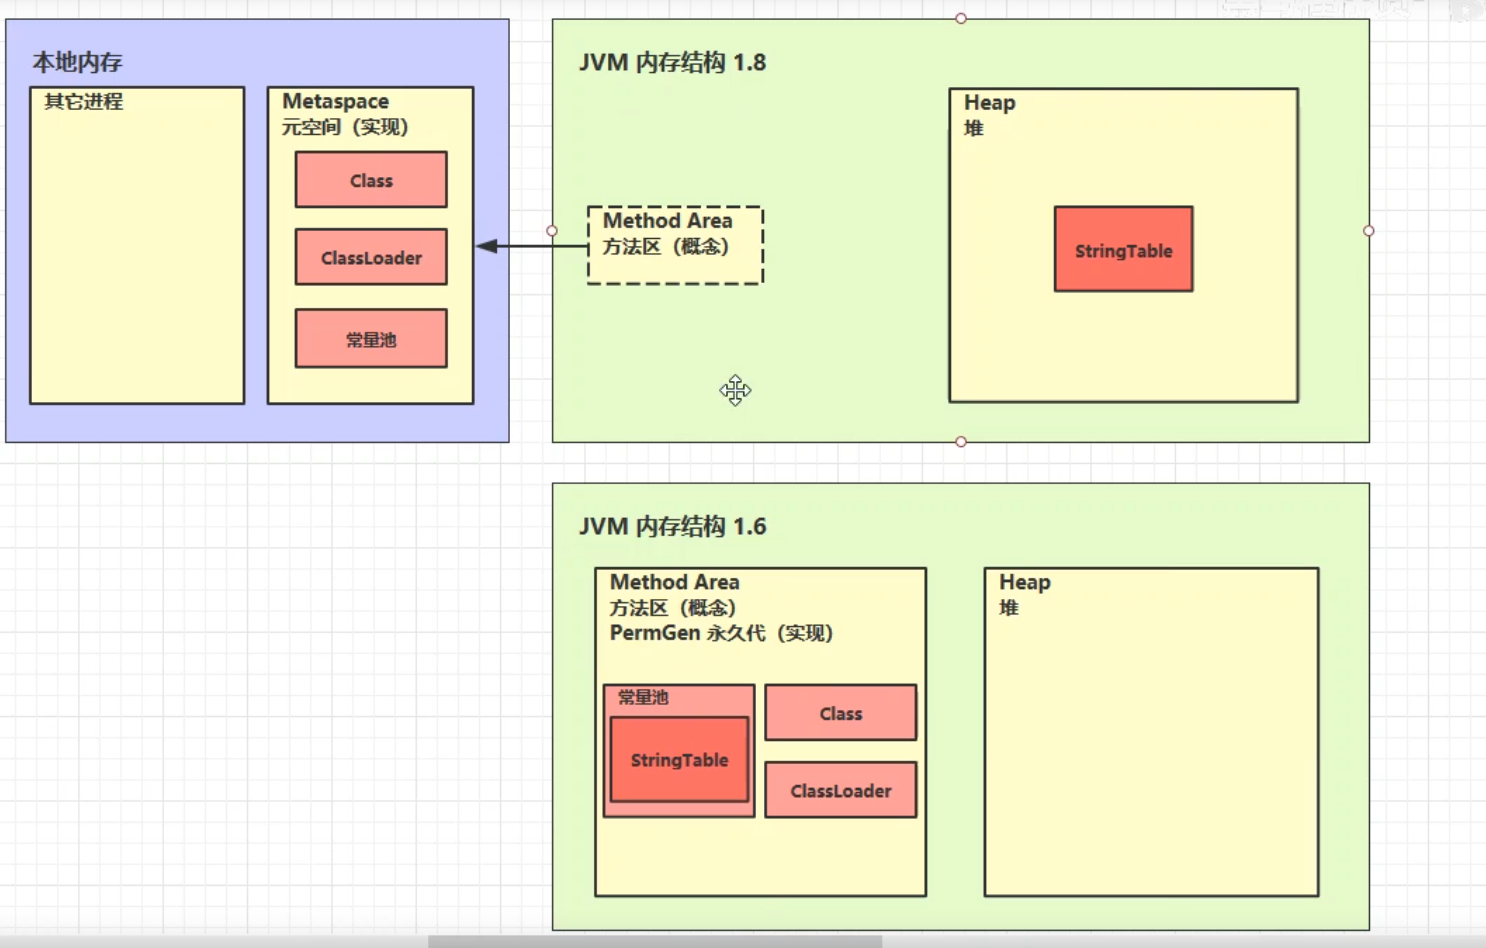 本地内存
其它进程
Metaspace
元空间（实现）
Class
ClassLoader
常量池
JVM 内存结构 1.8
Method Area
方法区（概念）
Heap
堆
StringTable
JVM 内存结构 1.6
Method Area
方法区（概念）
PermGen 永久代（实现）
常量池
StringTable
Class
ClassLoader
Heap
堆